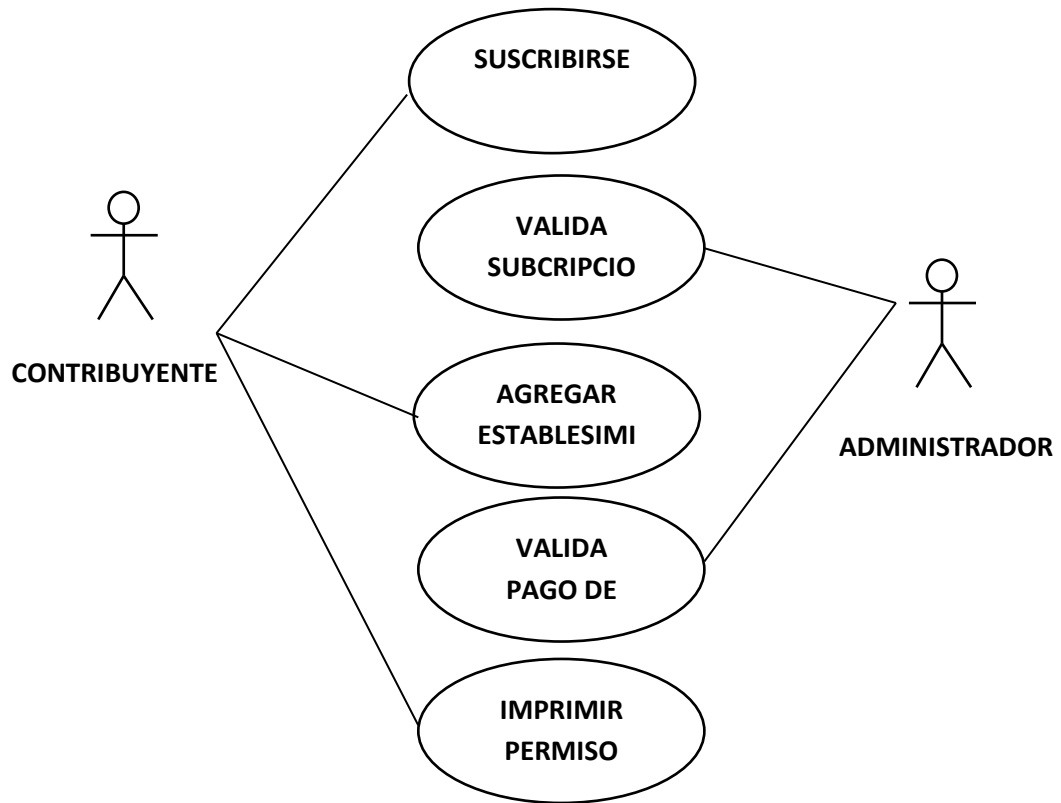 SUSCRIBIRSE
VALIDA
SUBCRIPCIO
CONTRIBUYENTE
AGREGAR
ESTABLESIMI
ADMINISTRADOR
VALIDA
PAGO DE
IMPRIMIR
PERMISO